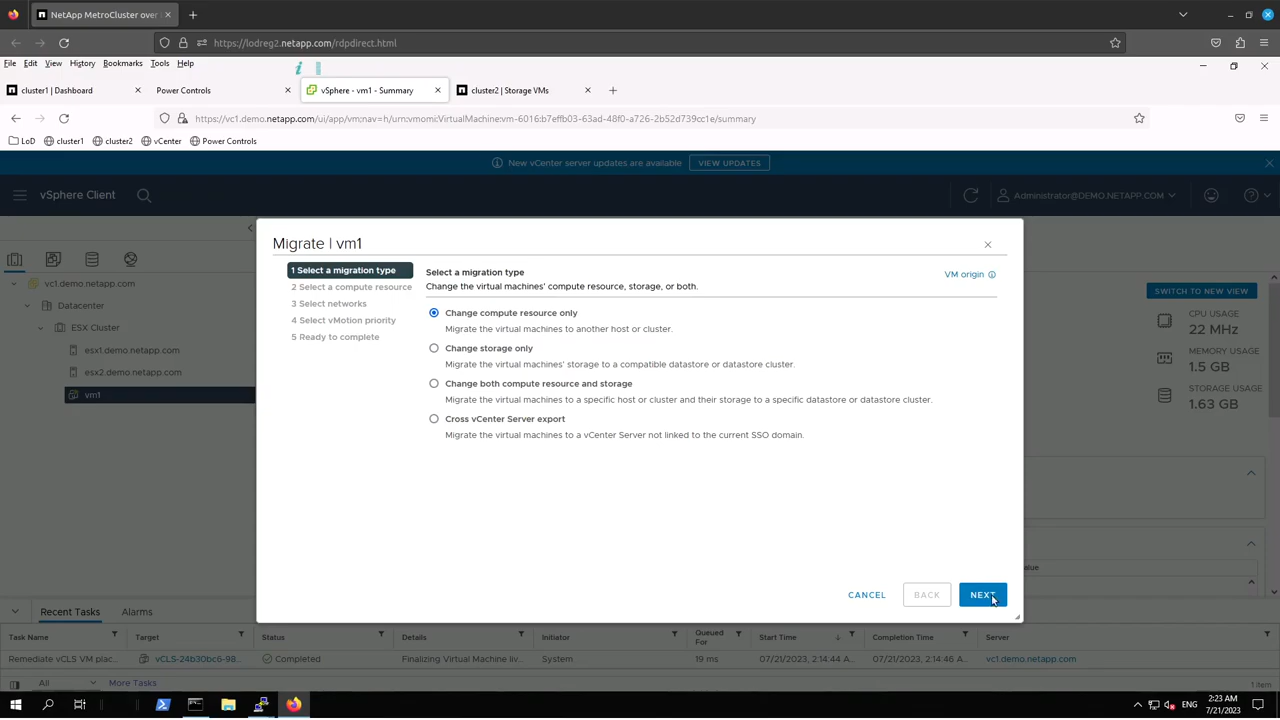 NetApp MetroCluster over
https://lodreg2.netapp.com/rdpdirect.html
File Edit View History Bookmarks Tools Help
cluster1 | Dashboard
Power Controls
vSphere - vm1 - Summary
cluster2 | Storage VMs
https://vc1.demo.netapp.com/ui/app/vm;nav=h/urn:vmomi:VirtualMachine:vm-6016:b7effb03-63ad-48f0-a726-2b52d739cc1e/summary
LoD cluster1 cluster2 vCenter Power Controls
New vCenter server updates are available VIEW UPDATES
vSphere Client
Administrator@DEMO.NETAPP.COM
Migrate | vm1
1 Select a migration type
2 Select a compute resource
3 Select networks
4 Select vMotion priority
5 Ready to complete
Select a migration type
VM origin
Change the virtual machines' compute resource, storage, or both.
Change compute resource only
Migrate the virtual machines to another host or cluster.
Change storage only
Migrate the virtual machines' storage to a compatible datastore or datastore cluster.
Change both compute resource and storage
Migrate the virtual machines to a specific host or cluster and their storage to a specific datastore or datastore cluster.
Cross vCenter Server export
Migrate the virtual machines to a vCenter Server not linked to the current SSO domain.
CANCEL BACK NEXT
vc1.demo.netapp.com
Datacenter
ESX Cluster
esx1.demo.netapp.com
esx2.demo.netapp.com
vm1
SWITCH TO NEW VIEW
CPU USAGE
22 MHz
MEMORY USAGE
1.5 GB
STORAGE USAGE
1.63 GB
alue
Recent Tasks Alarms
Task Name Target Status Details Initiator Queued For Start Time Completion Time Server
Remediate vCLS VM plac... vCLS-24b30bc6-98... Completed Finalizing Virtual Machine liv... System 19 ms 07/21/2023, 2:14:44 A... 07/21/2023, 2:14:46 A... vc1.demo.netapp.com
All More Tasks
1 item
ENG
2:23 AM
7/21/2023